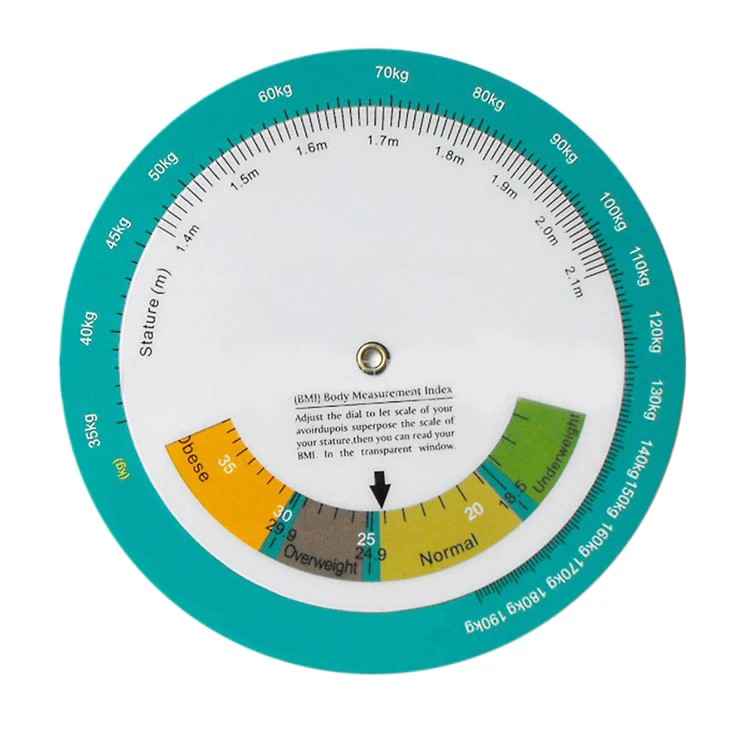 35kg
40kg
45kg
50kg
60kg
70kg
80kg
90kg
100kg
110kg
120kg
130kg
140kg
150kg
160kg
170kg
180kg
190kg
(kg)
Stature (m)
1.4m
1.5m
1.6m
1.7m
1.8m
1.9m
2.0m
2.1m
(BMI) Body Measurement Index
Adjust the dial to let scale of your
avoirdupois superpose the scale of
your stature,then you can read your
BMI. In the transparent window.
Obese
35
30
29.9
Overweight
25
24.9
Normal
20
18.5
Underweight